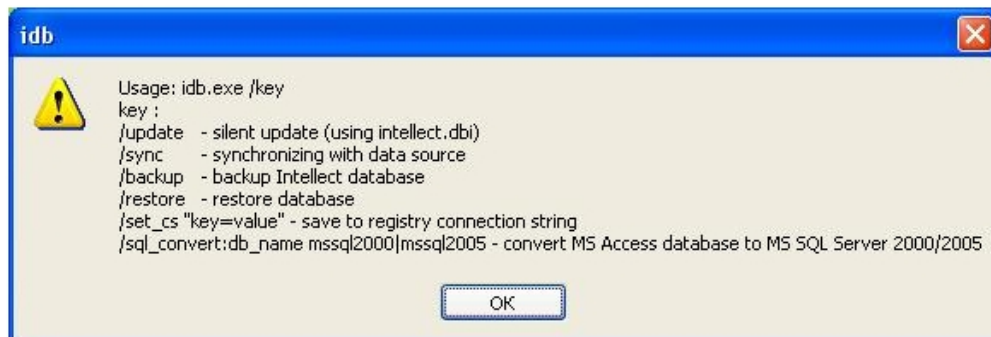 idb
Usage: idb.exe /key
key :
/update - silent update (using intellect.dbi)
/sync - synchronizing with data source
/backup - backup Intellect database
/restore - restore database
/set_cs "key=value" - save to registry connection string
/sql_convert:db_name mssql2000|mssql2005 - convert MS Access database to MS SQL Server 2000/2005
OK